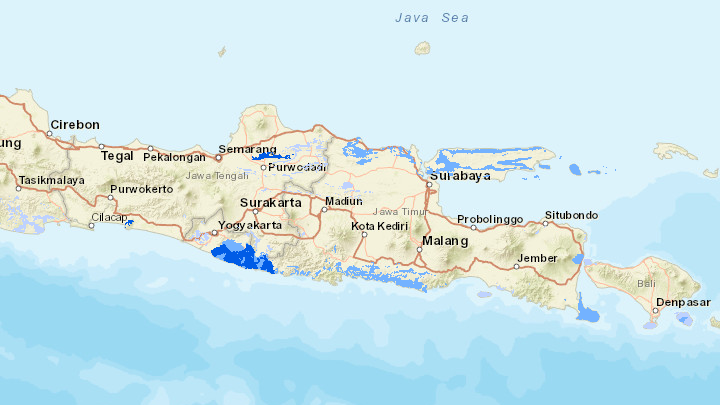 Java Sea
Cirebon
ung
Tegal
Pekalongan
Semarang
Purwodadi
Tasikmalaya
Jawa Tengah
Purwokerto
Surabaya
Surakarta
Madiun
Jawa Timur
Cilacap
Yogyakarta
Kota Kediri
Probolinggo
Situbondo
Malang
Jember
Bali
Denpasar